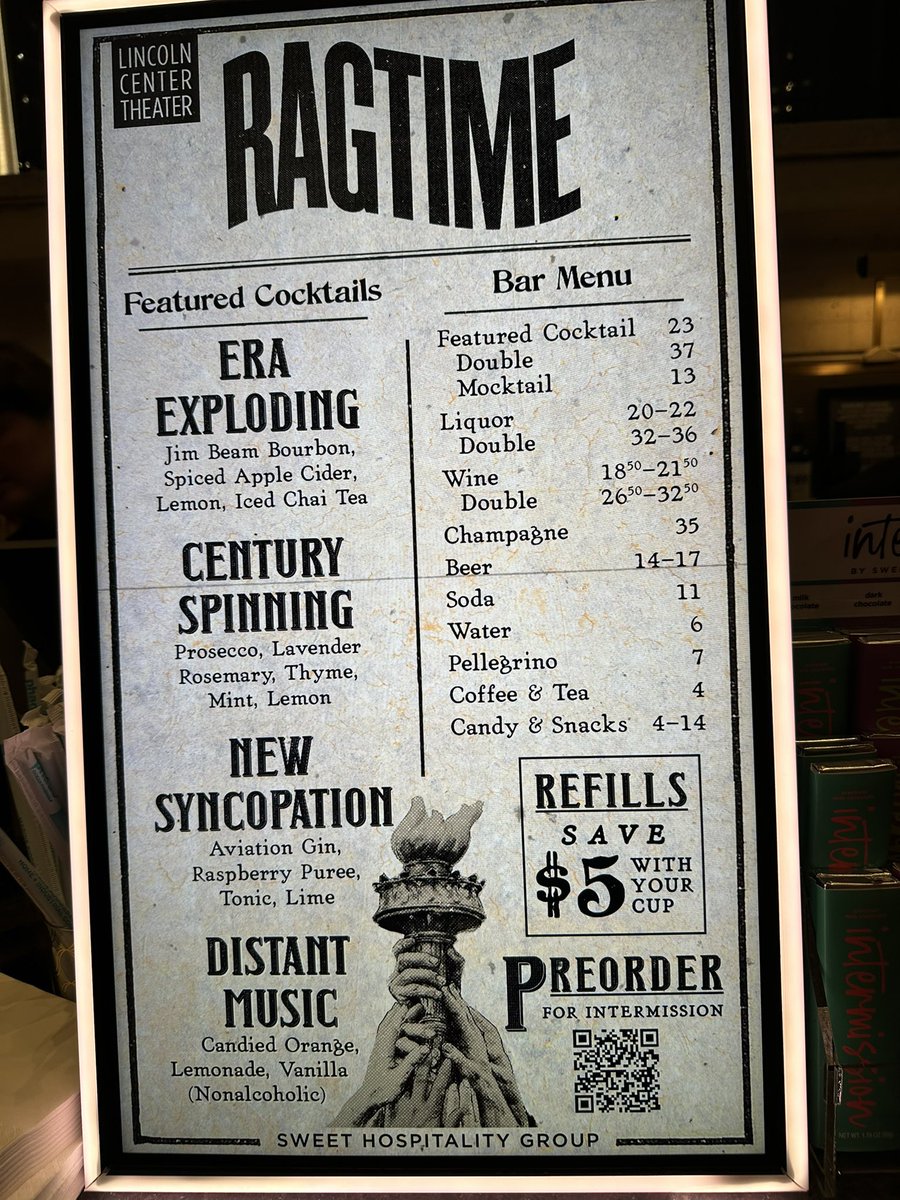 LINCOLN
CENTER
THEATER
RAGTIME
Featured Cocktails
ERA
EXPLODING
Jim Beam Bourbon,
Spiced Apple Cider,
Lemon, Iced Chai Tea
CENTURY
SPINNING
Prosecco, Lavender
Rosemary, Thyme,
Mint, Lemon
NEW
SYNCOPATION
Aviation Gin,
Raspberry Puree,
Tonic, Lime
DISTANT
MUSIC
Candied Orange,
Lemonade, Vanilla
(Nonalcoholic)
Bar Menu
Featured Cocktail 23
Double 37
Mocktail 13
Liquor 20–22
Double 32–36
Wine 18⁵⁰–21⁵⁰
Double 26⁵⁰–32⁵⁰
Champagne 35
Beer 14–17
Soda 11
Water 6
Pellegrino 7
Coffee & Tea 4
Candy & Snacks 4–14
REFILLS
SAVE
$5 WITH
YOUR
CUP
PREORDER
FOR INTERMISSION
SWEET HOSPITALITY GROUP
dark
chocolate
intermission